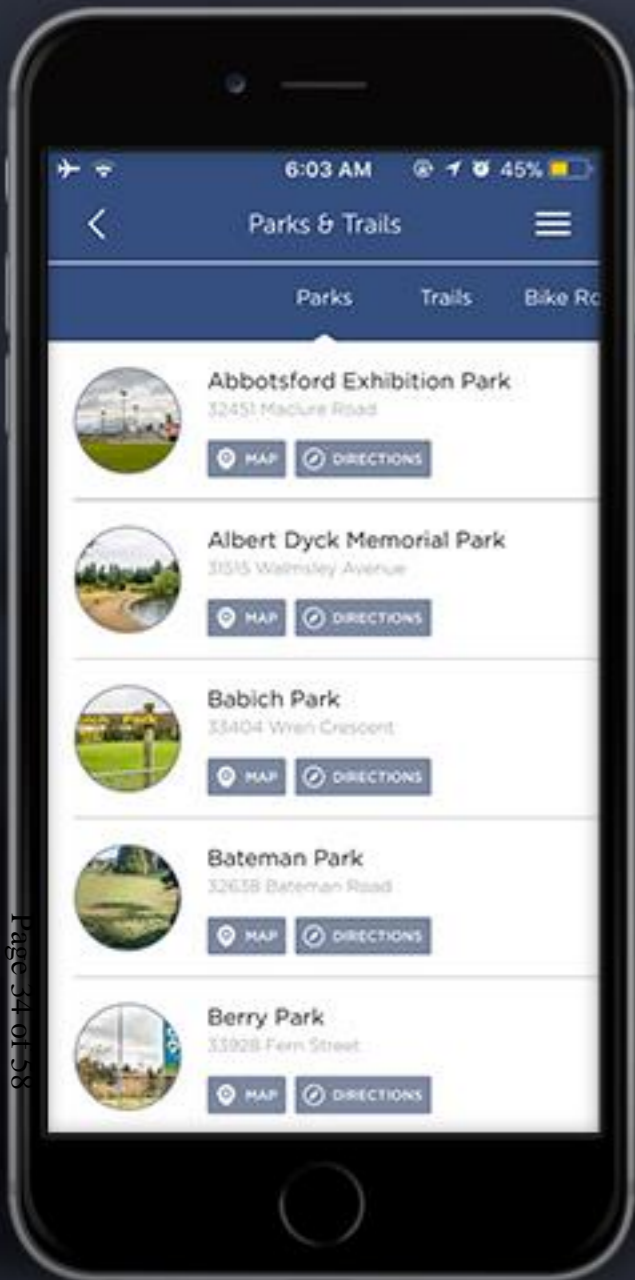 6:03 AM 45%
Parks & Trails
Parks Trails Bike Ro
Abbotsford Exhibition Park
32451 Maclure Road
MAP DIRECTIONS
Albert Dyck Memorial Park
31515 Walmsley Avenue
MAP DIRECTIONS
Babich Park
33404 Wren Crescent
MAP DIRECTIONS
Bateman Park
32638 Bateman Road
MAP DIRECTIONS
Berry Park
33928 Fern Street
MAP DIRECTIONS
Page 34 of 58